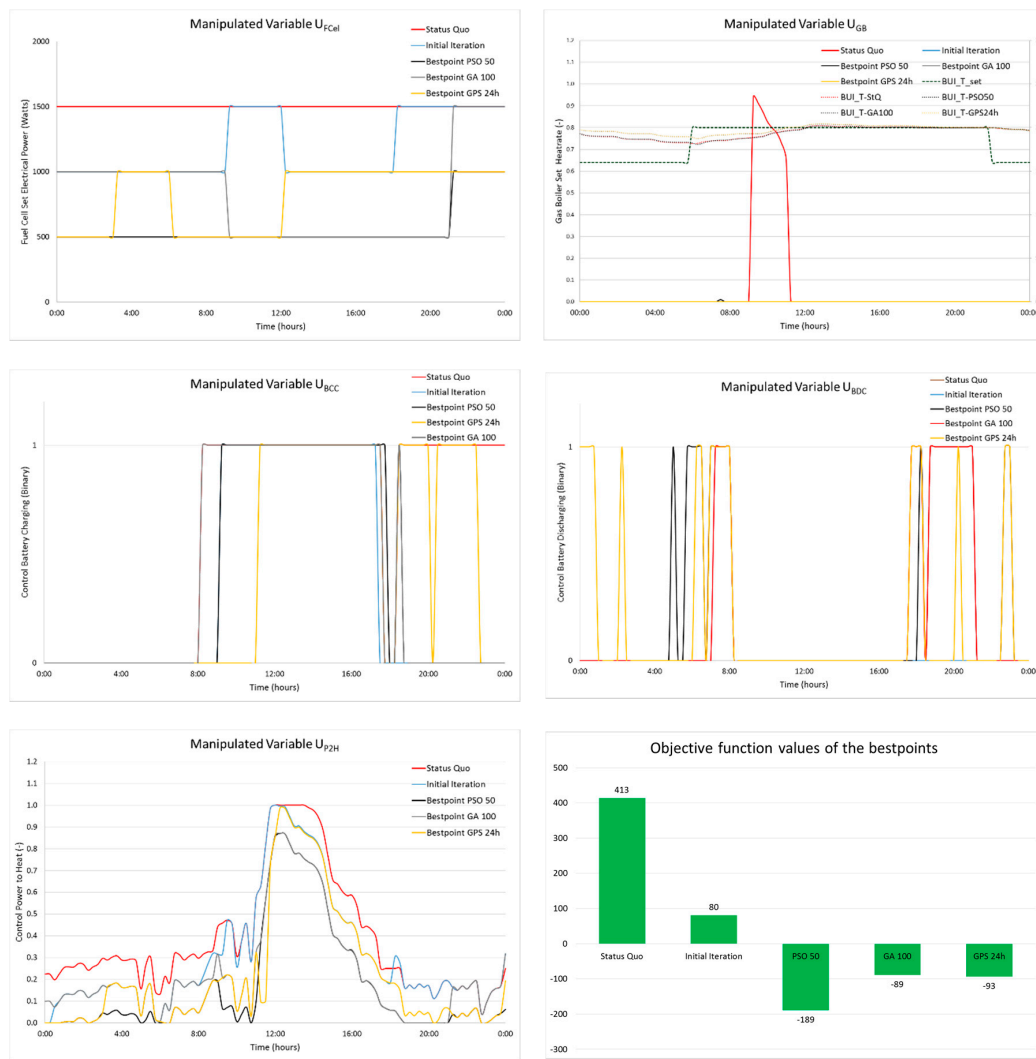 Manipulated Variable U_FCel
Status Quo
Initial Iteration
Bestpoint PSO 50
Bestpoint GA 100
Bestpoint GPS 24h
2000
1500
1000
500
0
Fuel Cell Set Electrical Power (Watts)
0:00 4:00 8:00 12:00 16:00 20:00 0:00
Time (hours)
Manipulated Variable U_GB
Status Quo Initial Iteration
Bestpoint PSO 50 Bestpoint GA 100
Bestpoint GPS 24h BUI_T_set
BUI_T-StQ BUI_T-PSO50
BUI_T-GA100 BUI_T-GPS24h
1.2
1.1
1.0
0.9
0.8
0.7
0.6
0.5
0.4
0.3
0.2
0.1
0.0
Gas Boiler Set Heatrate (-)
00:00 04:00 08:00 12:00 16:00 20:00 00:00
Time (hours)
Manipulated Variable U_BCC
Status Quo
Initial Iteration
Bestpoint PSO 50
Bestpoint GPS 24h
Bestpoint GA 100
1
0
Control Battery Charging (Binary)
0:00 4:00 8:00 12:00 16:00 20:00 0:00
Time (hours)
Manipulated Variable U_BDC
Status Quo
Initial Iteration
Bestpoint PSO 50
Bestpoint GA 100
Bestpoint GPS 24h
1
0
Control Battery Discharging (Binary)
0:00 4:00 8:00 12:00 16:00 20:00 0:00
Time (hours)
Manipulated Variable U_P2H
Status Quo
Initial Iteration
Bestpoint PSO 50
Bestpoint GA 100
Bestpoint GPS 24h
1.2
1.1
1.0
0.9
0.8
0.7
0.6
0.5
0.4
0.3
0.2
0.1
0.0
Control Power to Heat (-)
0:00 4:00 8:00 12:00 16:00 20:00 0:00
Time (hours)
Objective function values of the bestpoints
500
400
300
200
100
0
-100
-200
-300
413
80
-189
-89
-93
Status Quo Initial Iteration PSO 50 GA 100 GPS 24h